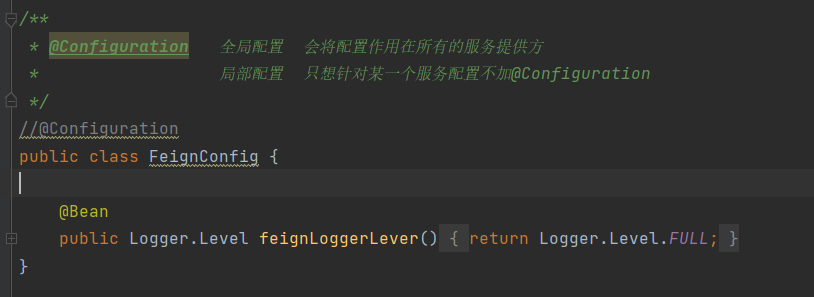 /**
* @Configuration 全局配置 会将配置作用在所有的服务提供方
* 局部配置 只想针对某一个服务配置不加@Configuration
*/
//@Configuration
public class FeignConfig {
@Bean
public Logger.Level feignLoggerLever() { return Logger.Level.FULL; }
}